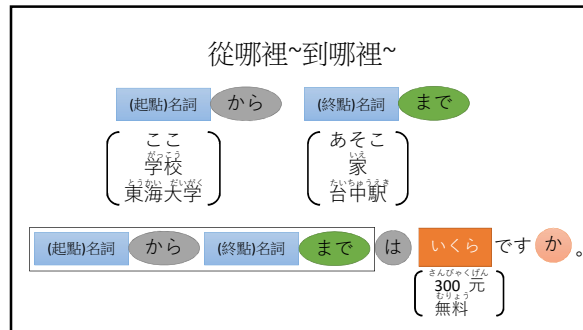 從哪裡~到哪裡~
(起點)名詞 から (終點)名詞 まで
ここ
がっこう
学校
とうかい だいがく
東海大学
あそこ
いえ
家
たいちゅうえき
台中駅
(起點)名詞 から (終點)名詞 まで は いくら です か 。
さんびゃくげん
300 元
むりょう
無料